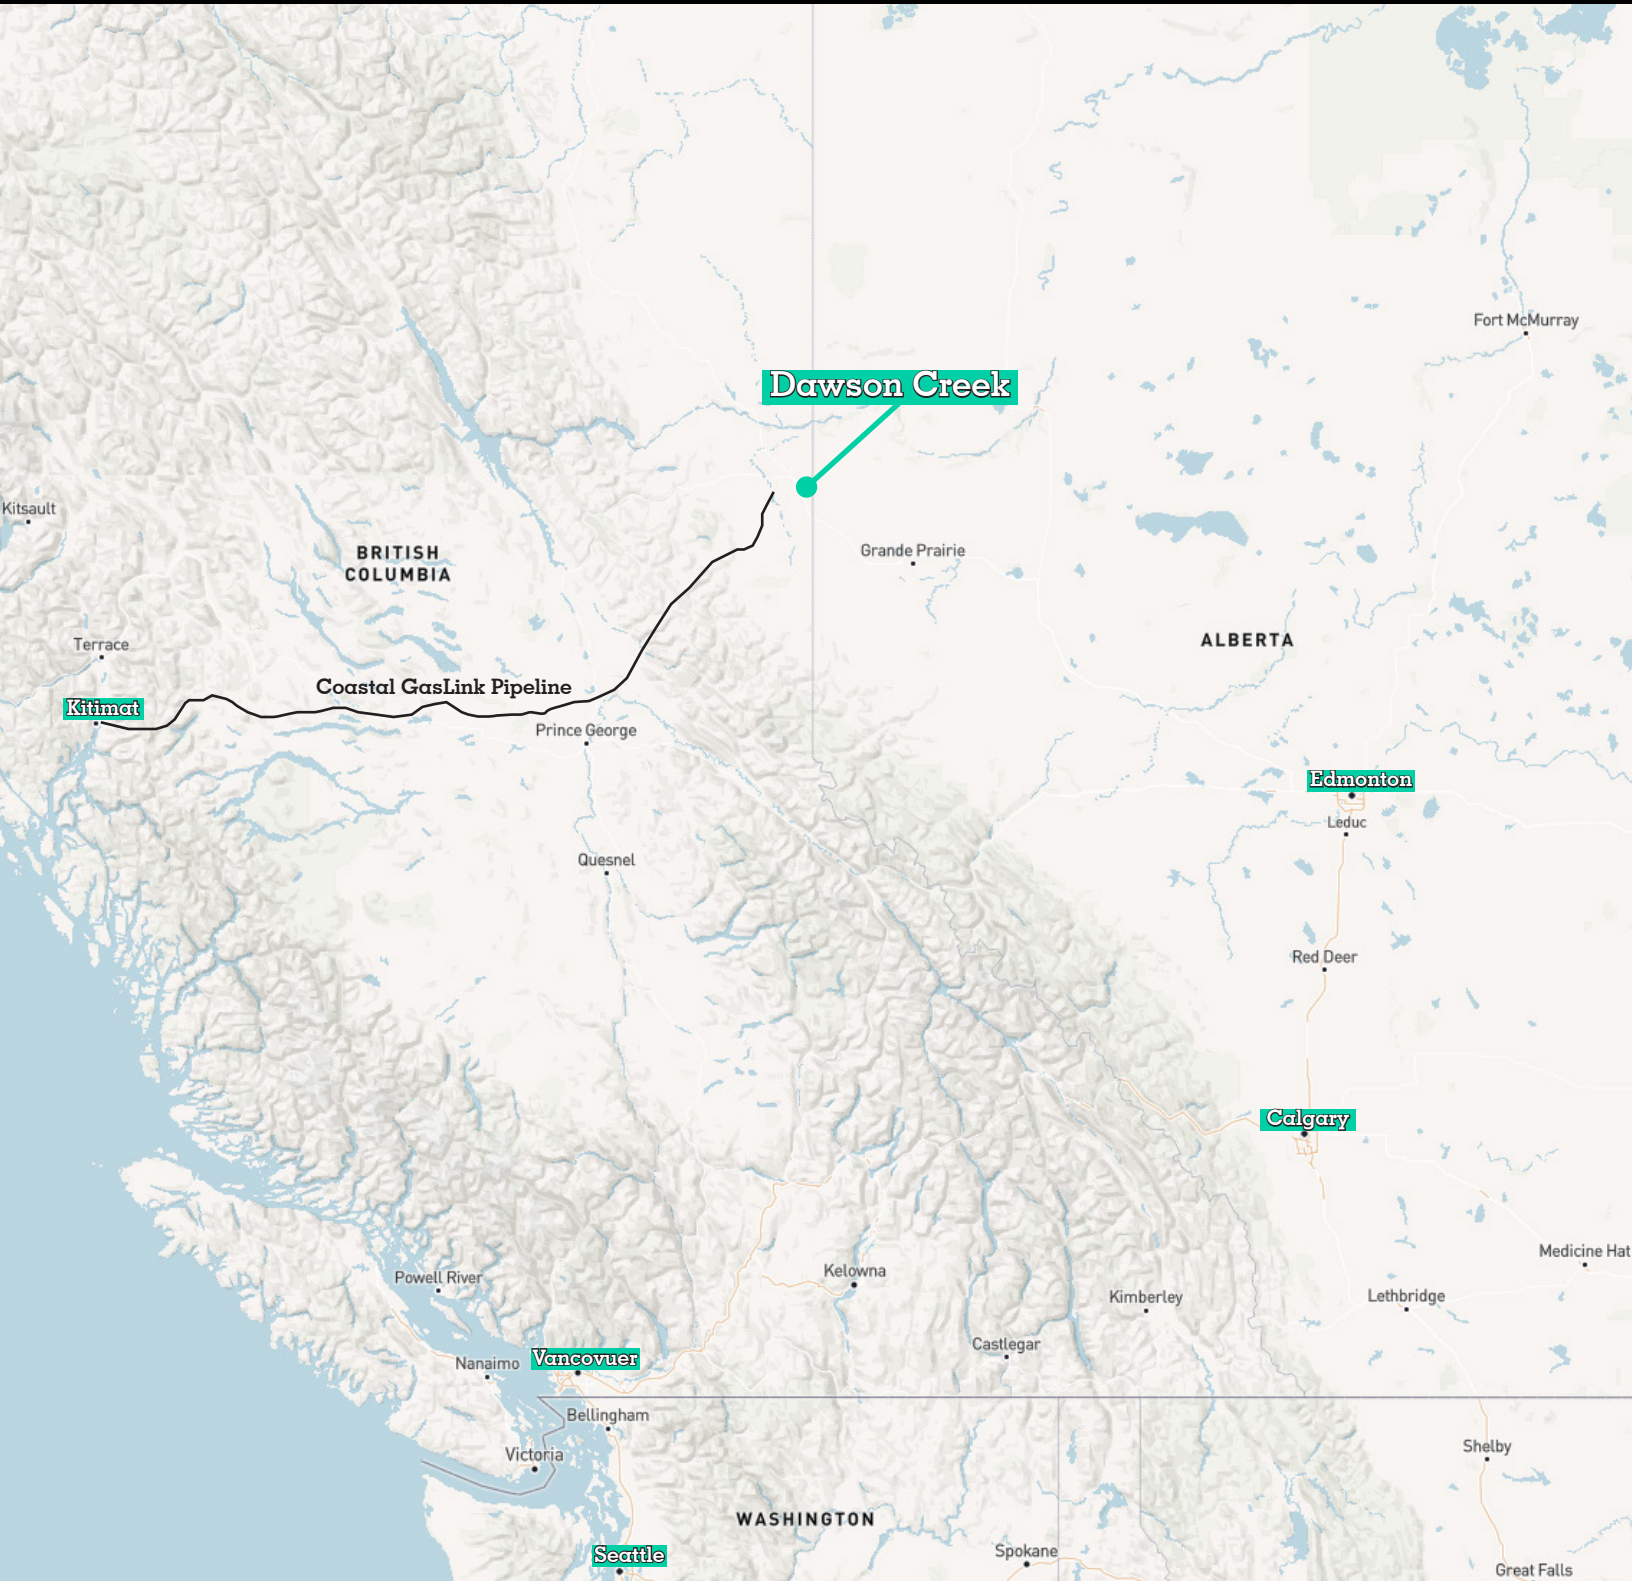 Fort McMurray
Dawson Creek
Kitsault
BRITISH
COLUMBIA
Grande Prairie
Terrace
ALBERTA
Coastal GasLink Pipeline
Kitimat
Prince George
Edmonton
Leduc
Quesnel
Red Deer
Calgary
Medicine Hat
Kelowna
Powell River
Kimberley
Lethbridge
Castlegar
Nanaimo
Vancovuer
Bellingham
Victoria
Shelby
WASHINGTON
Spokane
Seattle
Great Falls